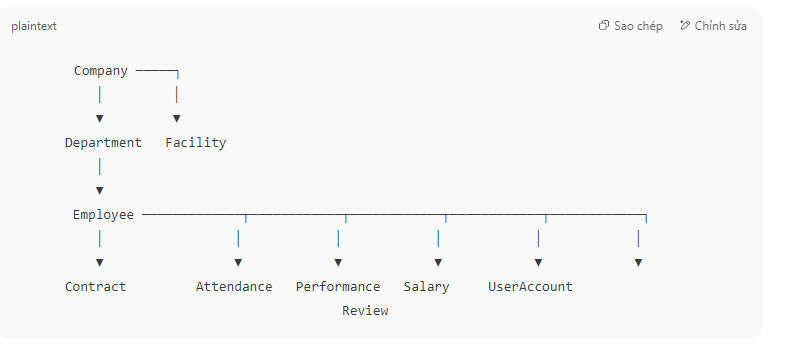 plaintext Sao chép Chỉnh sửa
Company
Department Facility
Employee
Contract Attendance Performance Salary UserAccount
Review